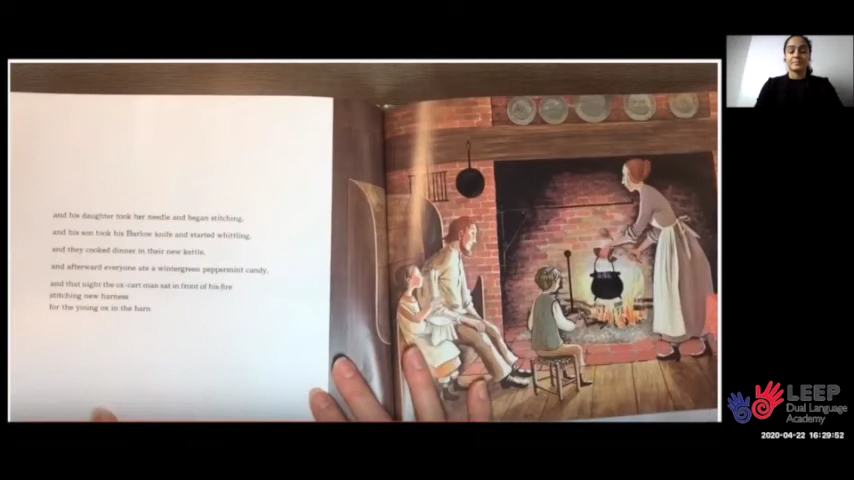 and his daughter took her needle and began stitching,
and his son took his Barlow knife and started whittling,
and they cooked dinner in their new kettle,
and afterward everyone ate a wintergreen peppermint candy,
and that night the ox-cart man sat in front of his fire
stitching new harness
for the young ox in the barn
LEEP
Dual Language
Academy
2020-04-22 16:29:52